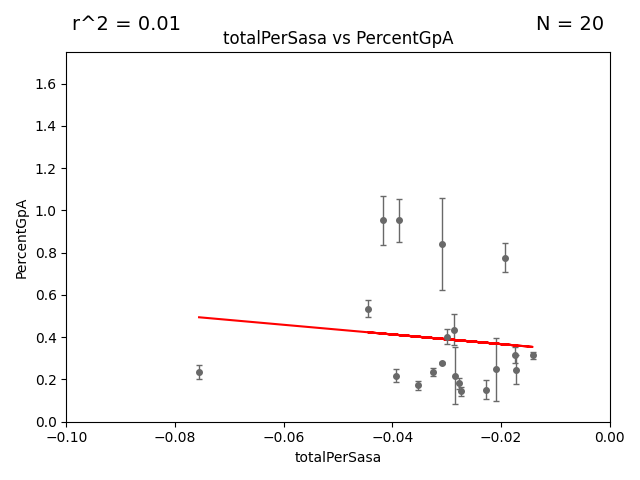 r^2 = 0.01
N = 20
totalPerSasa vs PercentGpA
PercentGpA
1.6
1.4
1.2
1.0
0.8
0.6
0.4
0.2
0.0
−0.10 −0.08 −0.06 −0.04 −0.02 0.00
totalPerSasa